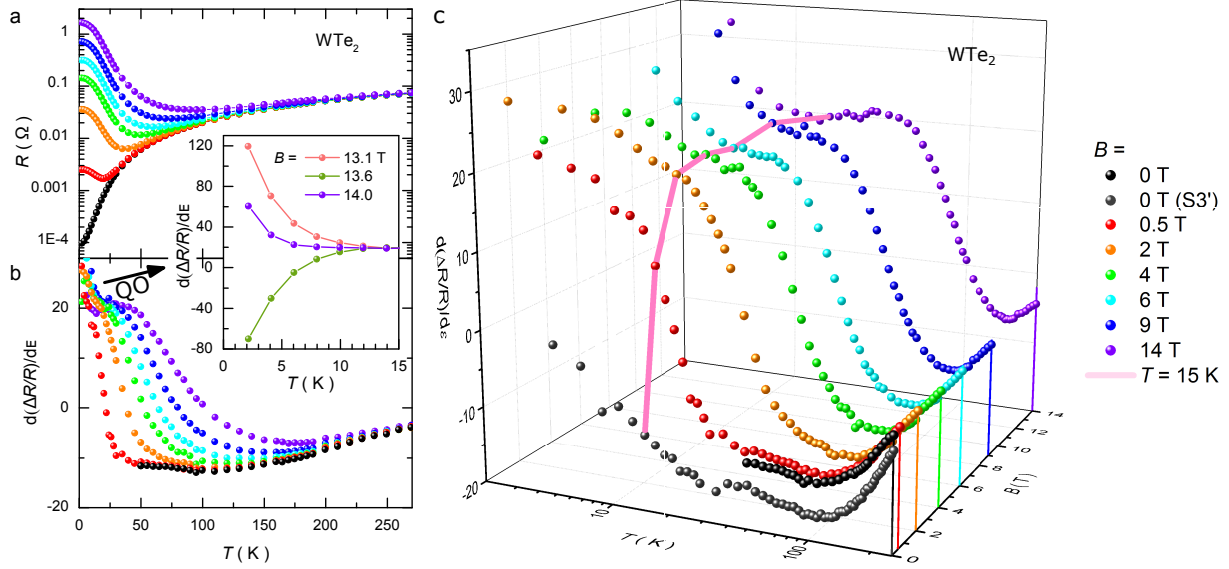 a
WTe2
R (Ω)
1
0.1
0.01
0.001
1E-4
120
80
40
0
-40
-80
d(ΔR/R)/dE
B =
13.1 T
13.6
14.0
0
5
10
15
T (K)
b
QO
20
0
-20
d(ΔR/R)/dE
0
50
100
150
200
250
T (K)
c
WTe2
30
20
10
0
-10
-20
d(ΔR/R)/dε
10
100
T (K)
0
2
4
6
8
10
12
14
B (T)
B =
0 T
0 T (S3')
0.5 T
2 T
4 T
6 T
9 T
14 T
T = 15 K